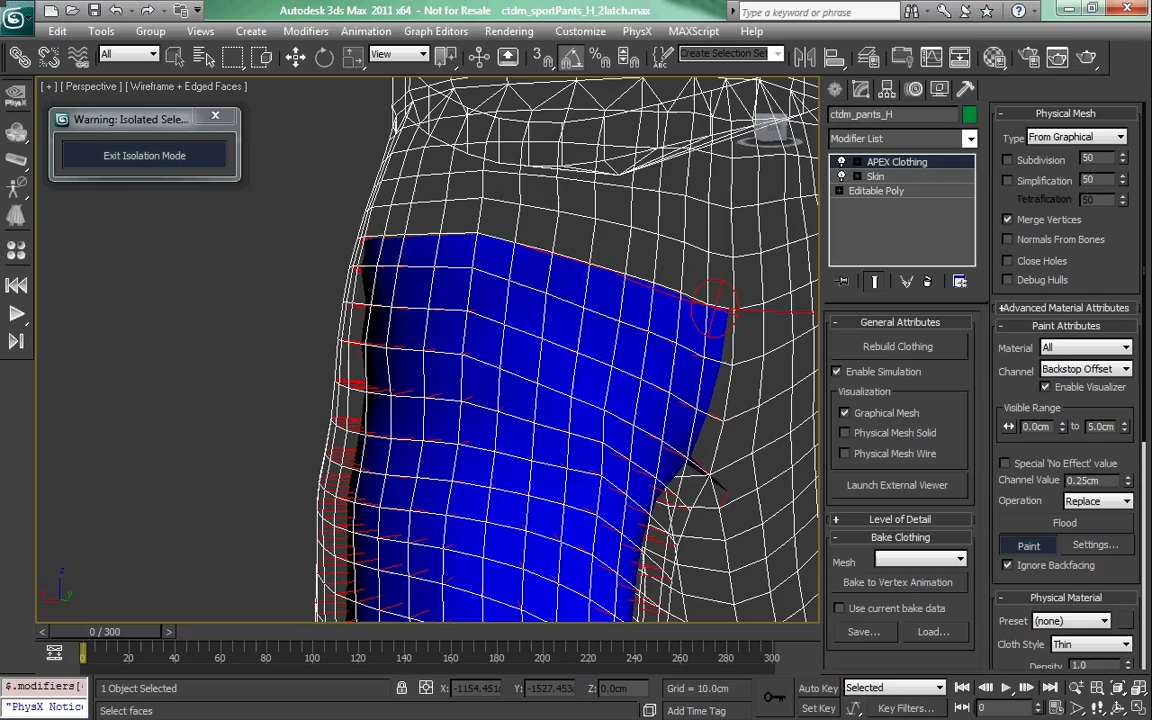 Autodesk 3ds Max 2011 x64 - Not for Resale ctdm_sportPants_H_2latch.max
Type a keyword or phrase
Edit Tools Group Views Create Modifiers Animation Graph Editors Rendering Customize PhysX MAXScript Help
All View Create Selection Set
[ + ] [ Perspective ] [ Wireframe + Edged Faces ]
Warning: Isolated Sele...
Exit Isolation Mode
PhysX
ctdm_pants_H
Modifier List
APEX Clothing
Skin
Editable Poly
General Attributes
Rebuild Clothing
Enable Simulation
Visualization
Graphical Mesh
Physical Mesh Solid
Physical Mesh Wire
Launch External Viewer
Level of Detail
Bake Clothing
Mesh
Bake to Vertex Animation
Use current bake data
Save... Load...
Physical Mesh
Type From Graphical
Subdivision 50
Simplification 50
Tetrafication 50
Merge Vertices
Normals From Bones
Close Holes
Debug Hulls
Advanced Material Attributes
Paint Attributes
Material All
Channel Backstop Offset
Enable Visualizer
Visible Range
0.0cm to 5.0cm
Special 'No Effect' value
Channel Value 0.25cm
Operation Replace
Flood
Paint Settings...
Ignore Backfacing
Physical Material
Preset (none)
Cloth Style Thin
Density 1.0
0 / 300
0 20 40 60 80 100 120 140 160 180 200 220 240 260 280 300
$.modifiers[
"PhysX Notic
1 Object Selected
X: -1154.451 Y: -1527.453 Z: 0.0cm
Grid = 10.0cm
Auto Key Selected
Select faces
Add Time Tag
Set Key Key Filters... 0